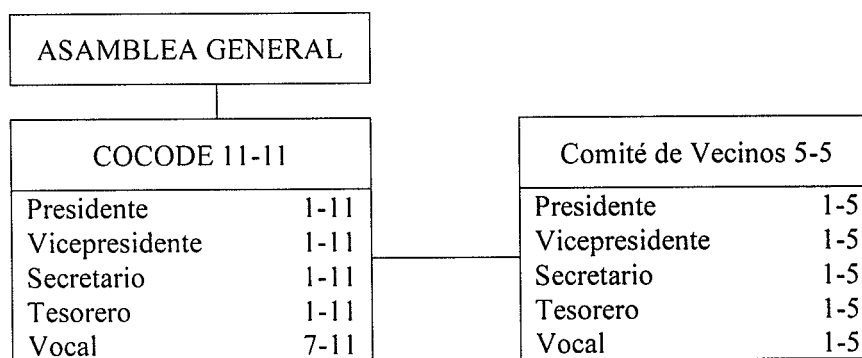 ASAMBLEA GENERAL
COCODE 11-11
Presidente 1-11
Vicepresidente 1-11
Secretario 1-11
Tesorero 1-11
Vocal 7-11
Comité de Vecinos 5-5
Presidente 1-5
Vicepresidente 1-5
Secretario 1-5
Tesorero 1-5
Vocal 1-5